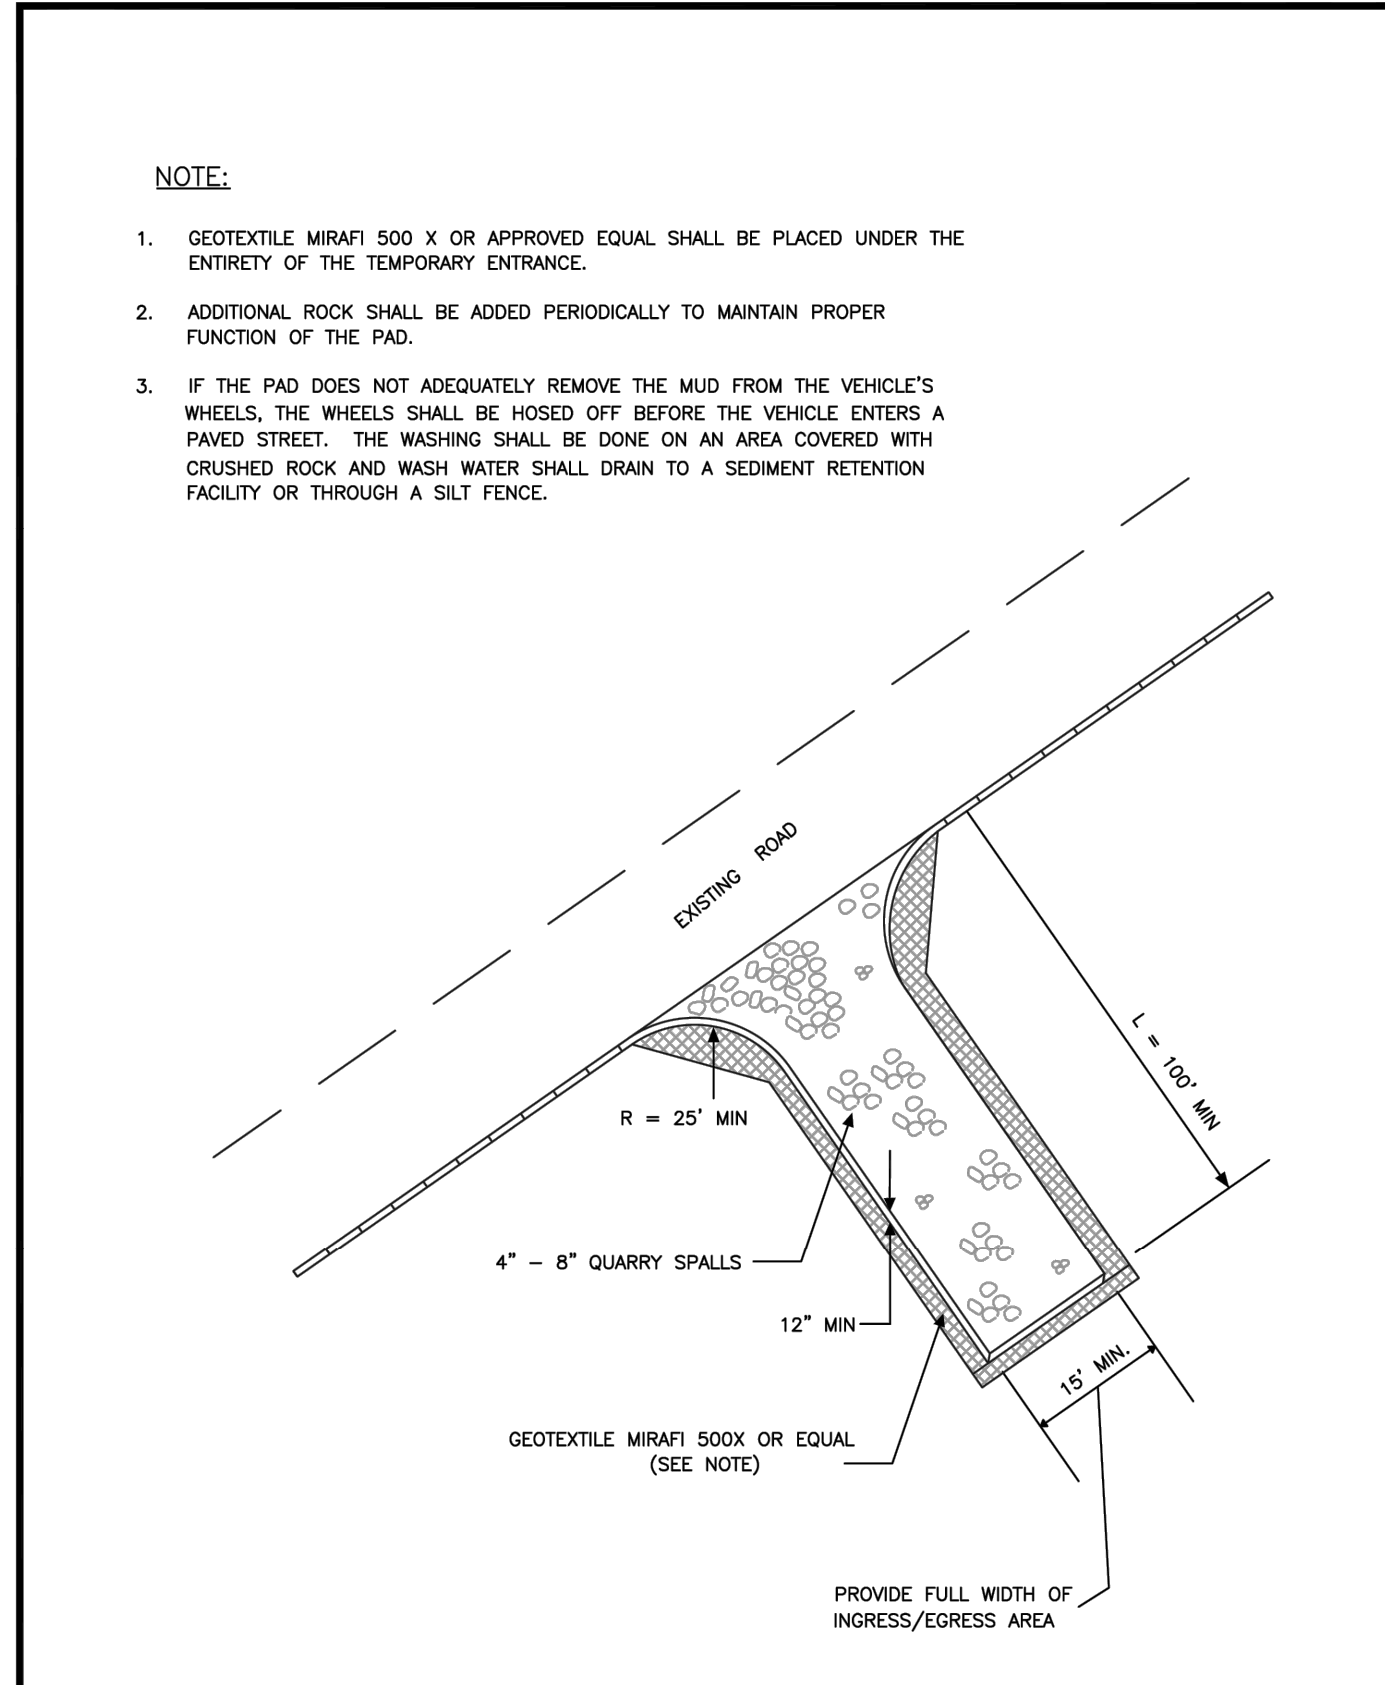 NOTE:
1. GEOTEXTILE MIRAFI 500 X OR APPROVED EQUAL SHALL BE PLACED UNDER THE
ENTIRETY OF THE TEMPORARY ENTRANCE.
2. ADDITIONAL ROCK SHALL BE ADDED PERIODICALLY TO MAINTAIN PROPER
FUNCTION OF THE PAD.
3. IF THE PAD DOES NOT ADEQUATELY REMOVE THE MUD FROM THE VEHICLE'S
WHEELS, THE WHEELS SHALL BE HOSED OFF BEFORE THE VEHICLE ENTERS A
PAVED STREET. THE WASHING SHALL BE DONE ON AN AREA COVERED WITH
CRUSHED ROCK AND WASH WATER SHALL DRAIN TO A SEDIMENT RETENTION
FACILITY OR THROUGH A SILT FENCE.
EXISTING ROAD
L = 100' MIN
R = 25' MIN
4" – 8" QUARRY SPALLS
12" MIN
15' MIN.
GEOTEXTILE MIRAFI 500X OR EQUAL
(SEE NOTE)
PROVIDE FULL WIDTH OF
INGRESS/EGRESS AREA